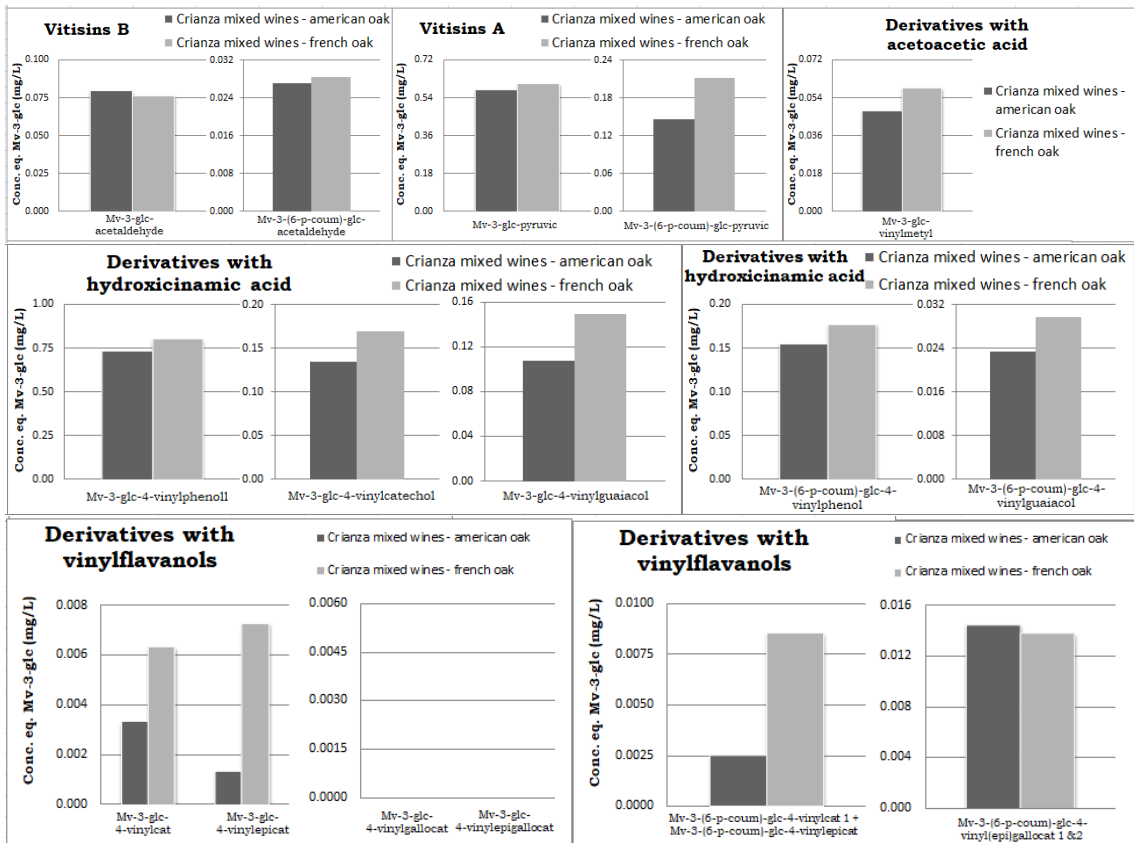 Vitisins B
Crianza mixed wines - american oak
Crianza mixed wines - french oak
Conc. eq. Mv-3-glc (mg/L)
0.100
0.075
0.050
0.025
0.000
Mv-3-glc-
acetaldehyde
0.032
0.024
0.016
0.008
0.000
Mv-3-(6-p-coum)-glc-
acetaldehyde
Vitisins A
Crianza mixed wines - american oak
Crianza mixed wines - french oak
Conc. eq. Mv-3-glc (mg/L)
0.72
0.54
0.36
0.18
0.00
Mv-3-glc-pyruvic
0.24
0.18
0.12
0.06
0.00
Mv-3-(6-p-coum)-glc-pyruvic
Derivatives with
acetoacetic acid
Conc. eq. Mv-3-glc (mg/L)
0.072
0.054
0.036
0.018
0.000
Mv-3-glc-
vinylmetyl
Crianza mixed wines -
american oak
Crianza mixed wines -
french oak
Derivatives with
hydroxicinamic acid
Crianza mixed wines - american oak
Crianza mixed wines - french oak
Conc. eq. Mv-3-glc (mg/L)
1.00
0.75
0.50
0.25
0.00
Mv-3-glc-4-vinylphenoll
0.20
0.15
0.10
0.05
0.00
Mv-3-glc-4-vinylcatechol
0.16
0.12
0.08
0.04
0.00
Mv-3-glc-4-vinylguaiacol
Derivatives with
hydroxicinamic acid
Crianza mixed wines - american oak
Crianza mixed wines - french oak
Conc. eq. Mv-3-glc (mg/L)
0.20
0.15
0.10
0.05
0.00
Mv-3-(6-p-coum)-glc-4-
vinylphenol
0.032
0.024
0.016
0.008
0.000
Mv-3-(6-p-coum)-glc-4-
vinylguaiacol
Derivatives with
vinylflavanols
Crianza mixed wines - american oak
Crianza mixed wines - french oak
Conc. eq. Mv-3-glc (mg/L)
0.008
0.006
0.004
0.002
0.000
Mv-3-glc-
4-vinylcat
Mv-3-glc-
4-vinylepicat
0.0060
0.0045
0.0030
0.0015
0.0000
Mv-3-glc-
4-vinylgallocat
Mv-3-glc-
4-vinylepigallocat
Derivatives with
vinylflavanols
Crianza mixed wines - american oak
Crianza mixed wines - french oak
Conc. eq. Mv-3-glc (mg/L)
0.0100
0.0075
0.0050
0.0025
0.0000
Mv-3-(6-p-coum)-glc-4-vinylcat 1 +
Mv-3-(6-p-coum)-glc-4-vinylepicat
0.016
0.012
0.008
0.004
0.000
Mv-3-(6-p-coum)-glc-4-
vinyl(epi)gallocat 1 &2